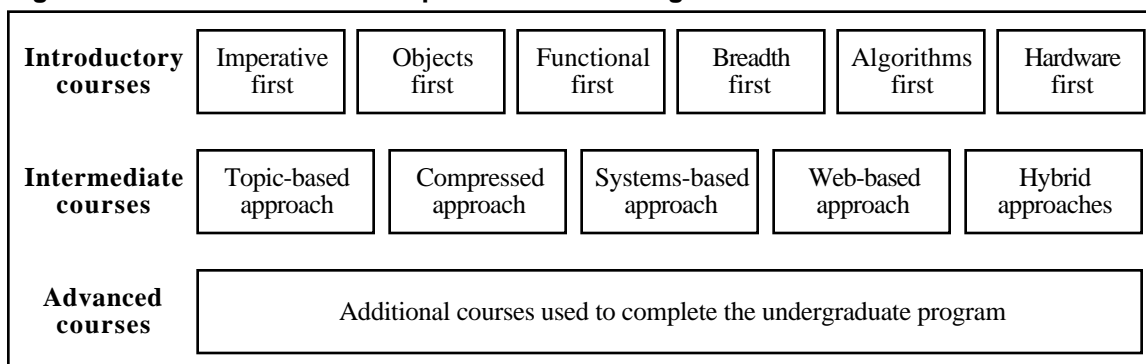 Introductory
courses
Imperative
first
Objects
first
Functional
first
Breadth
first
Algorithms
first
Hardware
first
Intermediate
courses
Topic-based
approach
Compressed
approach
Systems-based
approach
Web-based
approach
Hybrid
approaches
Advanced
courses
Additional courses used to complete the undergraduate program